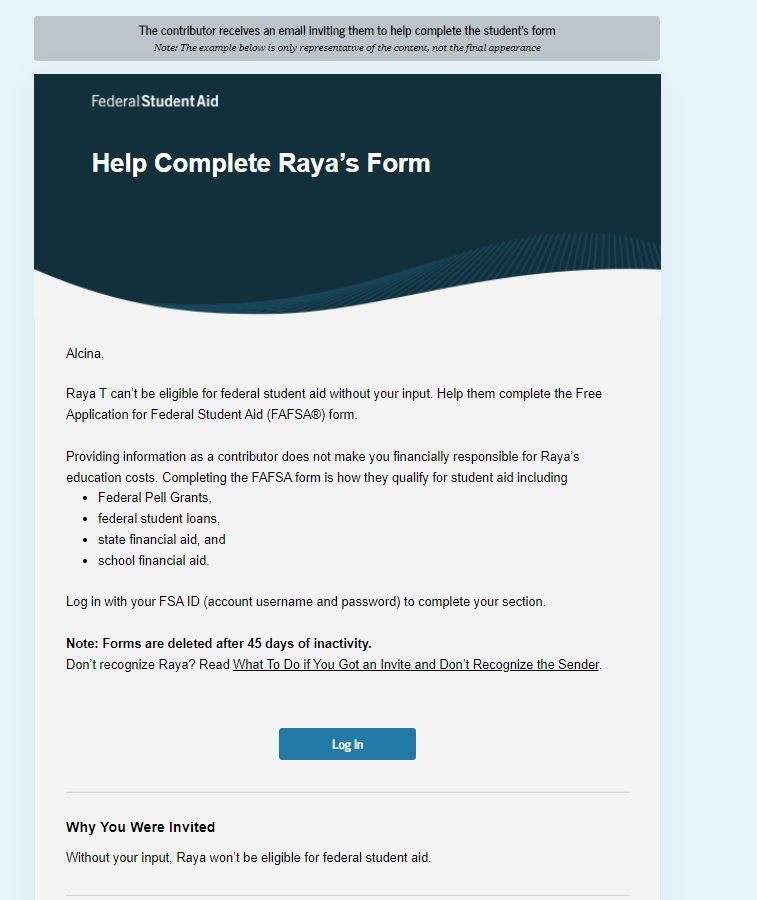 The contributor receives an email inviting them to help complete the student's form
Note: The example below is only representative of the content, not the final appearance
Federal Student Aid
Help Complete Raya's Form
Alcina,
Raya T can't be eligible for federal student aid without your input. Help them complete the Free
Application for Federal Student Aid (FAFSA®) form.
Providing information as a contributor does not make you financially responsible for Raya's
education costs. Completing the FAFSA form is how they qualify for student aid including
• Federal Pell Grants,
• federal student loans,
• state financial aid, and
• school financial aid.
Log in with your FSA ID (account username and password) to complete your section.
Note: Forms are deleted after 45 days of inactivity.
Don't recognize Raya? Read What To Do if You Got an Invite and Don't Recognize the Sender.
Log In
Why You Were Invited
Without your input, Raya won't be eligible for federal student aid.